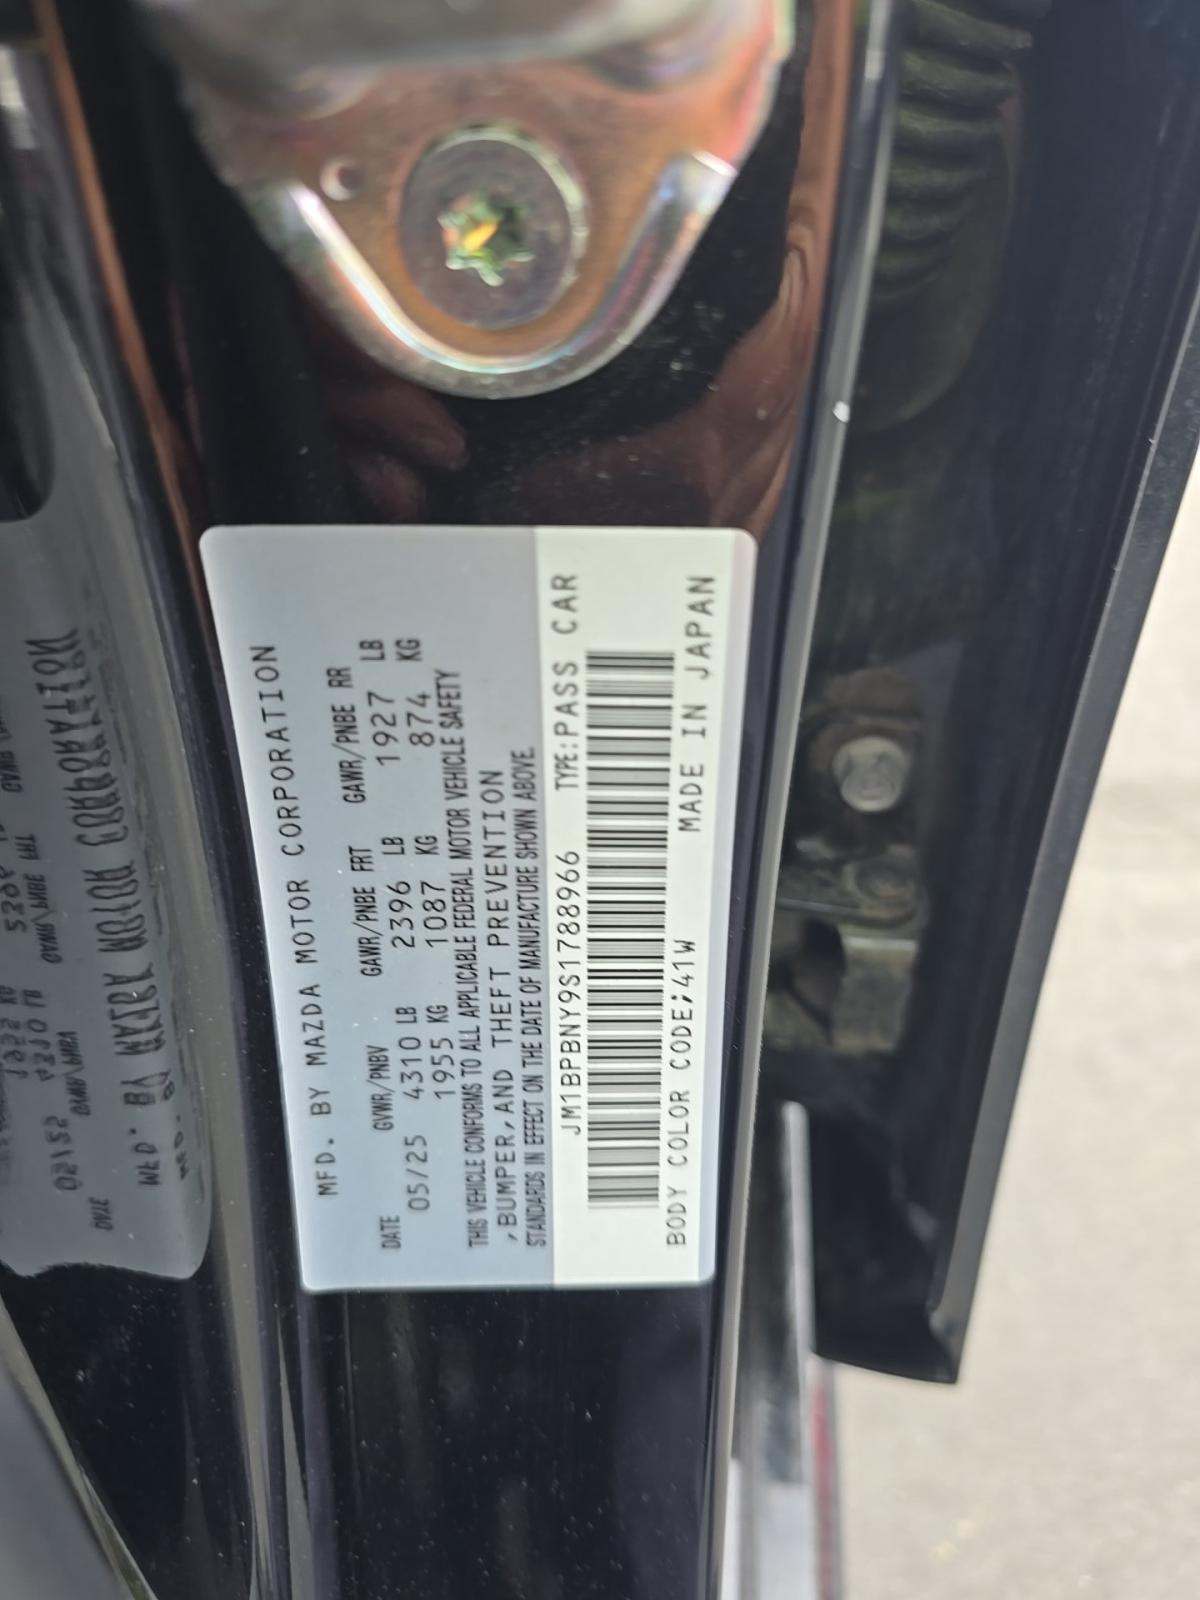 MFD. BY MAZDA MOTOR CORPORATION
DATE GVWR/PNBV GAWR/PNBE FRT GAWR/PNBE RR
05/25 4310 LB 2396 LB 1927 LB
1955 KG 1087 KG 874 KG
THIS VEHICLE CONFORMS TO ALL APPLICABLE FEDERAL MOTOR VEHICLE SAFETY
,BUMPER,AND THEFT PREVENTION
STANDARDS IN EFFECT ON THE DATE OF MANUFACTURE SHOWN ABOVE.
JM1BPBNY9S1788966 TYPE:PASS CAR
BODY COLOR CODE;41W MADE IN JAPAN